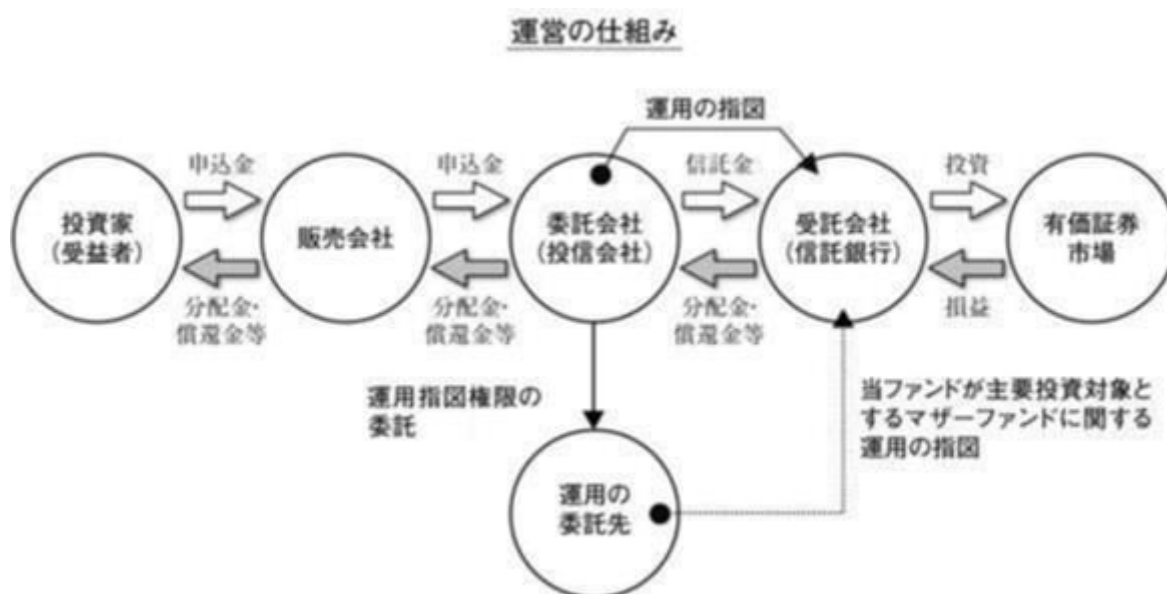 運営の仕組み
運用の指図
申込金
申込金
信託金
投資
投資家
(受益者)
販売会社
委託会社
(投信会社)
受託会社
(信託銀行)
有価証券
市場
分配金・
償還金等
分配金・
償還金等
分配金・
償還金等
損益
運用指図権限の
委託
当ファンドが主要投資対象と
するマザーファンドに関する
運用の指図
運用の
委託先